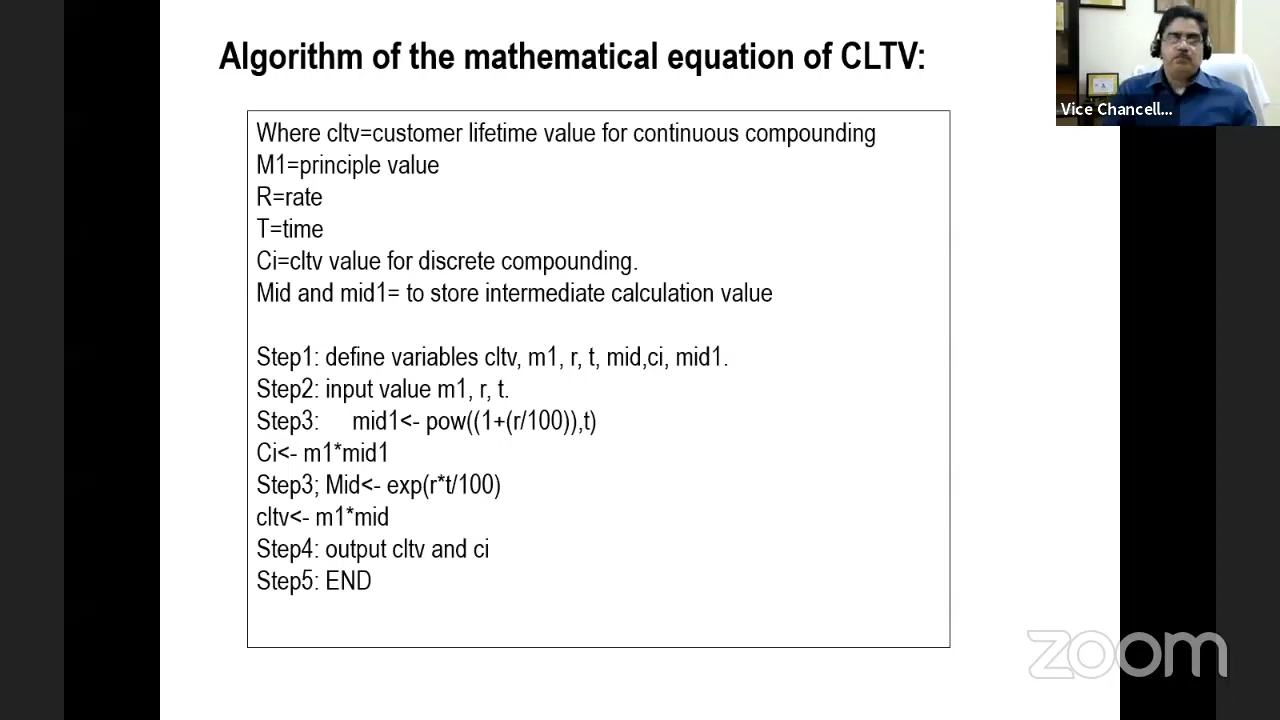 Algorithm of the mathematical equation of CLTV:
Vice Chancell...
Where cltv=customer lifetime value for continuous compounding
M1=principle value
R=rate
T=time
Ci=cltv value for discrete compounding.
Mid and mid1= to store intermediate calculation value
Step1: define variables cltv, m1, r, t, mid,ci, mid1.
Step2: input value m1, r, t.
Step3: mid1<- pow((1+(r/100)),t)
Ci<- m1*mid1
Step3; Mid<- exp(r*t/100)
cltv<- m1*mid
Step4: output cltv and ci
Step5: END
zoom